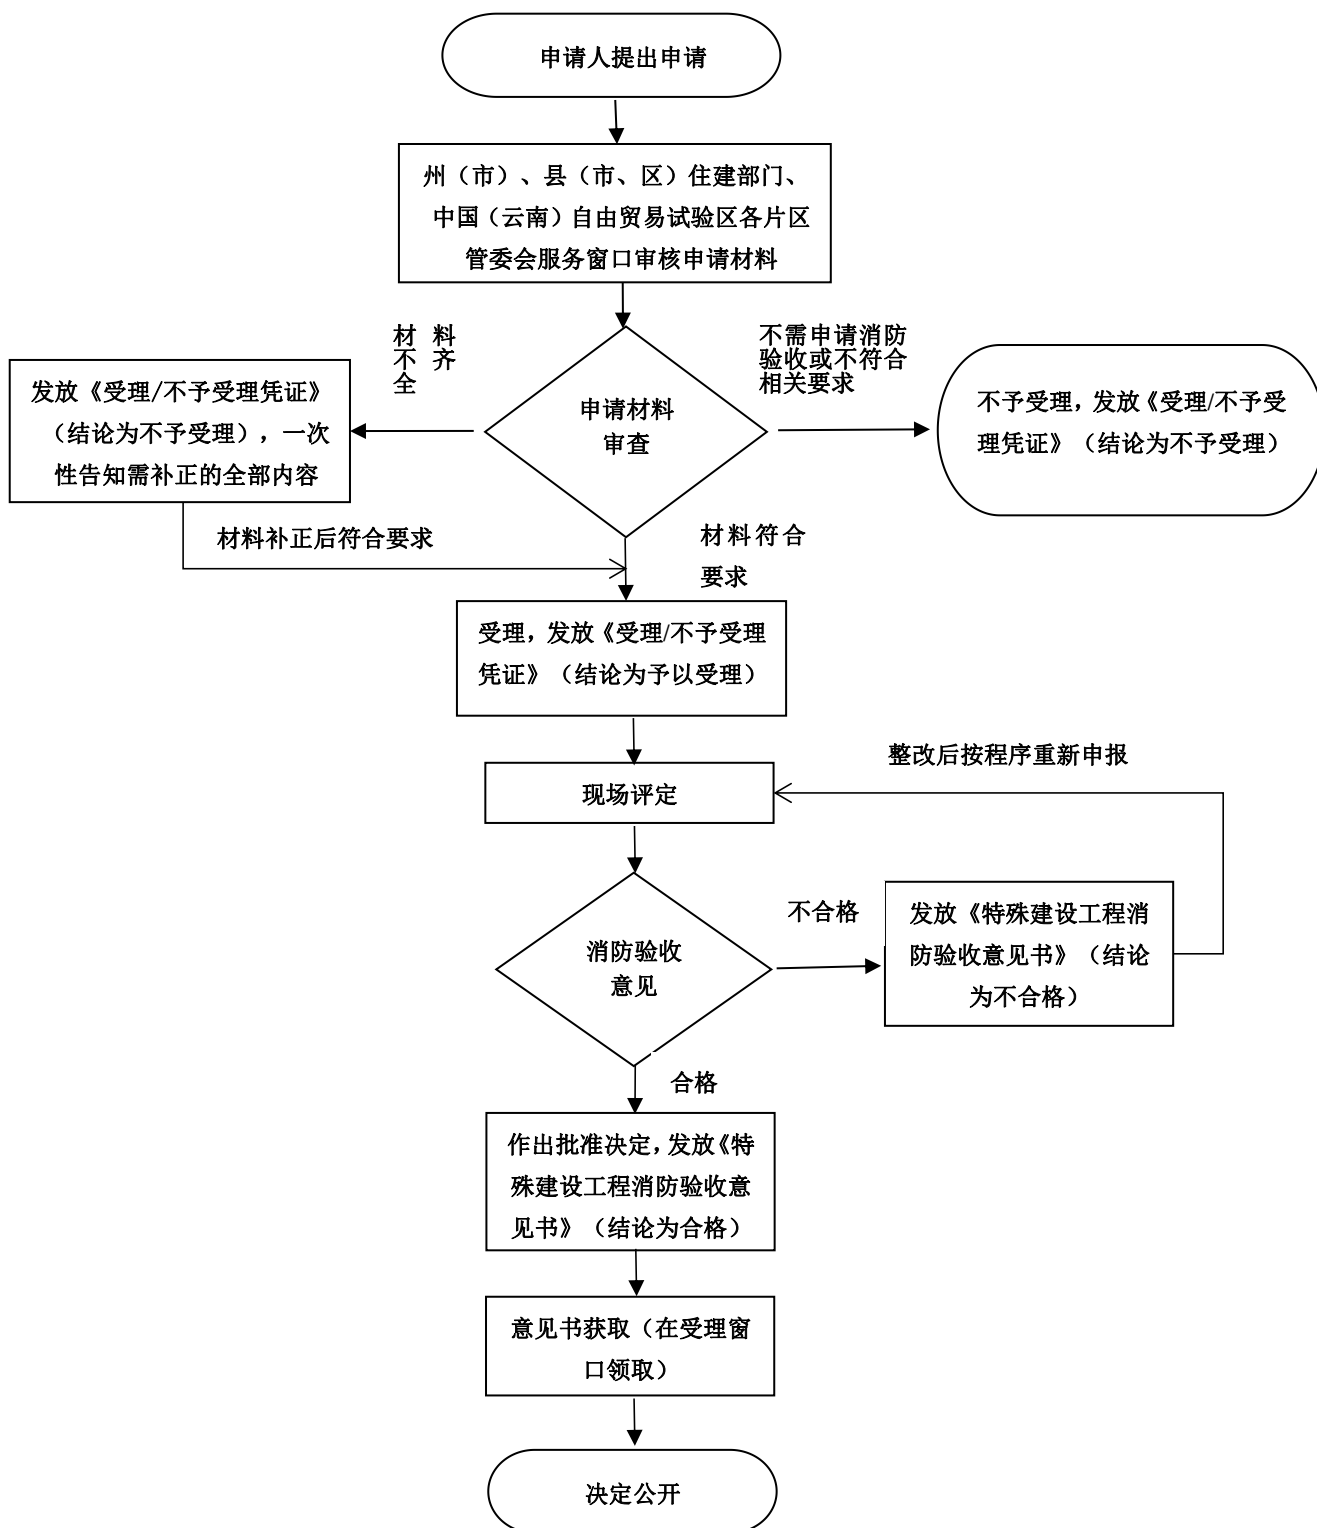 申请人提出申请
州（市）、县（市、区）住建部门、
中国（云南）自由贸易试验区各片区
管委会服务窗口审核申请材料
材 料
不 齐
全
不需申请消防
验收或不符合
相关要求
发放《受理/不予受理凭证》
（结论为不予受理），一次
性告知需补正的全部内容
申请材料
审查
不予受理，发放《受理/不予受
理凭证》（结论为不予受理）
材料补正后符合要求
材料符合
要求
受理，发放《受理/不予受理
凭证》（结论为予以受理）
整改后按程序重新申报
现场评定
消防验收
意见
不合格
发放《特殊建设工程消
防验收意见书》（结论
为不合格）
合格
作出批准决定，发放《特
殊建设工程消防验收意
见书》（结论为合格）
意见书获取（在受理窗
口领取）
决定公开